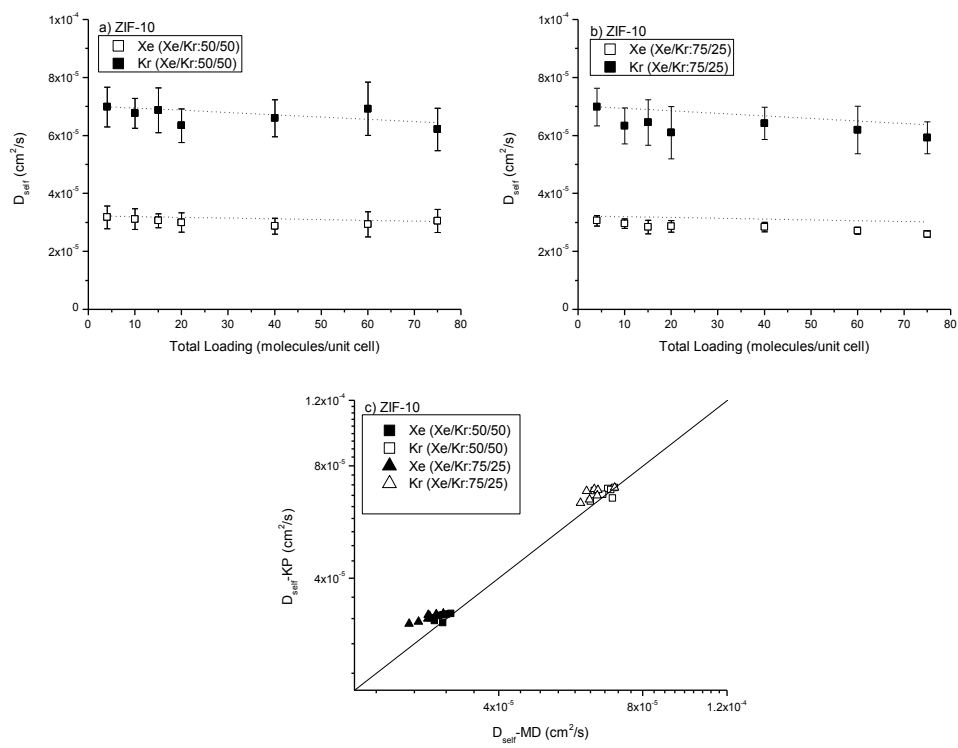 a) ZIF-10
Xe (Xe/Kr:50/50)
Kr (Xe/Kr:50/50)
1x10⁻⁴
8x10⁻⁵
6x10⁻⁵
4x10⁻⁵
2x10⁻⁵
0
D_self (cm²/s)
0 10 20 30 40 50 60 70 80
Total Loading (molecules/unit cell)
b) ZIF-10
Xe (Xe/Kr:75/25)
Kr (Xe/Kr:75/25)
1x10⁻⁴
8x10⁻⁵
6x10⁻⁵
4x10⁻⁵
2x10⁻⁵
0
D_self (cm²/s)
0 10 20 30 40 50 60 70 80
Total Loading (molecules/unit cell)
c) ZIF-10
Xe (Xe/Kr:50/50)
Kr (Xe/Kr:50/50)
Xe (Xe/Kr:75/25)
Kr (Xe/Kr:75/25)
1.2x10⁻⁴
8x10⁻⁵
4x10⁻⁵
D_self-KP (cm²/s)
4x10⁻⁵ 8x10⁻⁵ 1.2x10⁻⁴
D_self-MD (cm²/s)